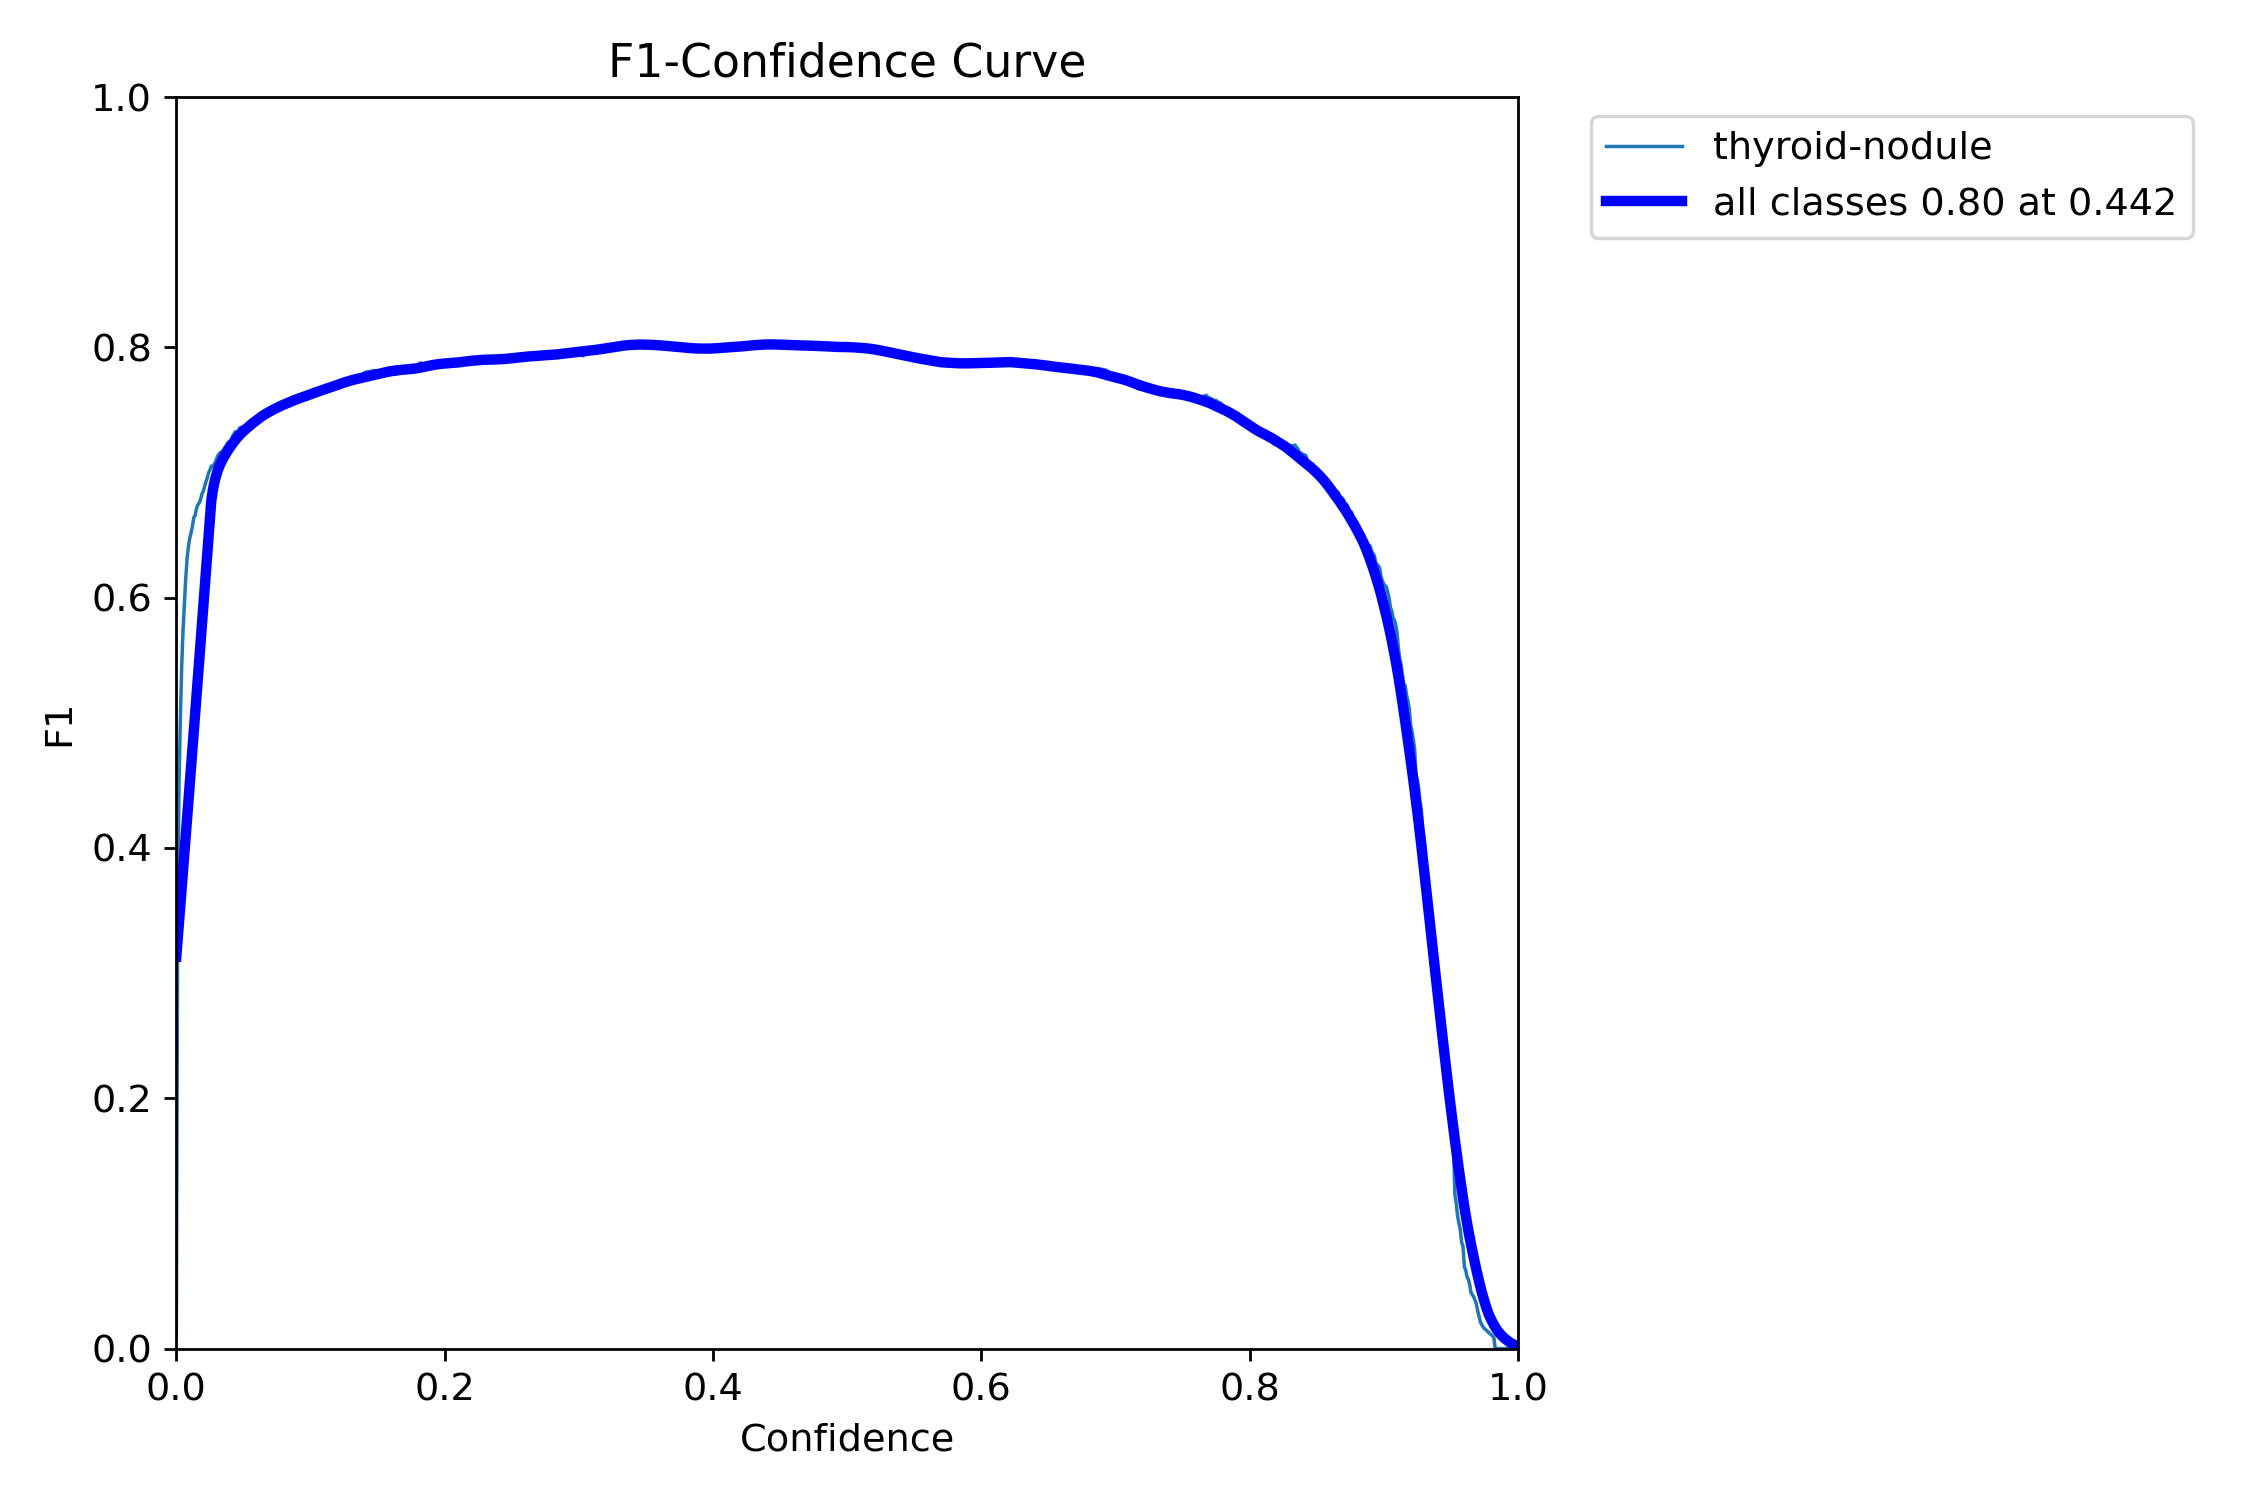 F1-Confidence Curve
1.0
0.8
0.6
0.4
0.2
0.0
F1
0.0 0.2 0.4 0.6 0.8 1.0
Confidence
thyroid-nodule
all classes 0.80 at 0.442